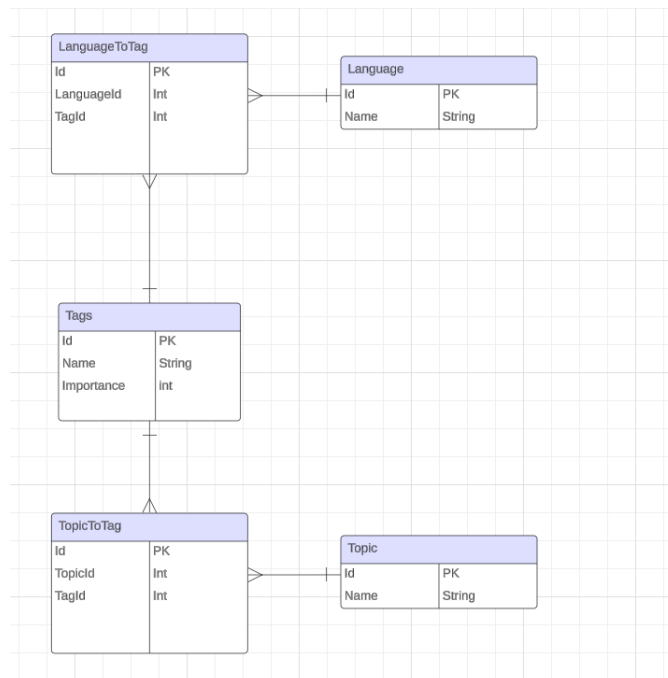 LanguageToTag
Id PK
LanguageId Int
TagId Int
Language
Id PK
Name String
Tags
Id PK
Name String
Importance int
TopicToTag
Id PK
TopicId Int
TagId Int
Topic
Id PK
Name String